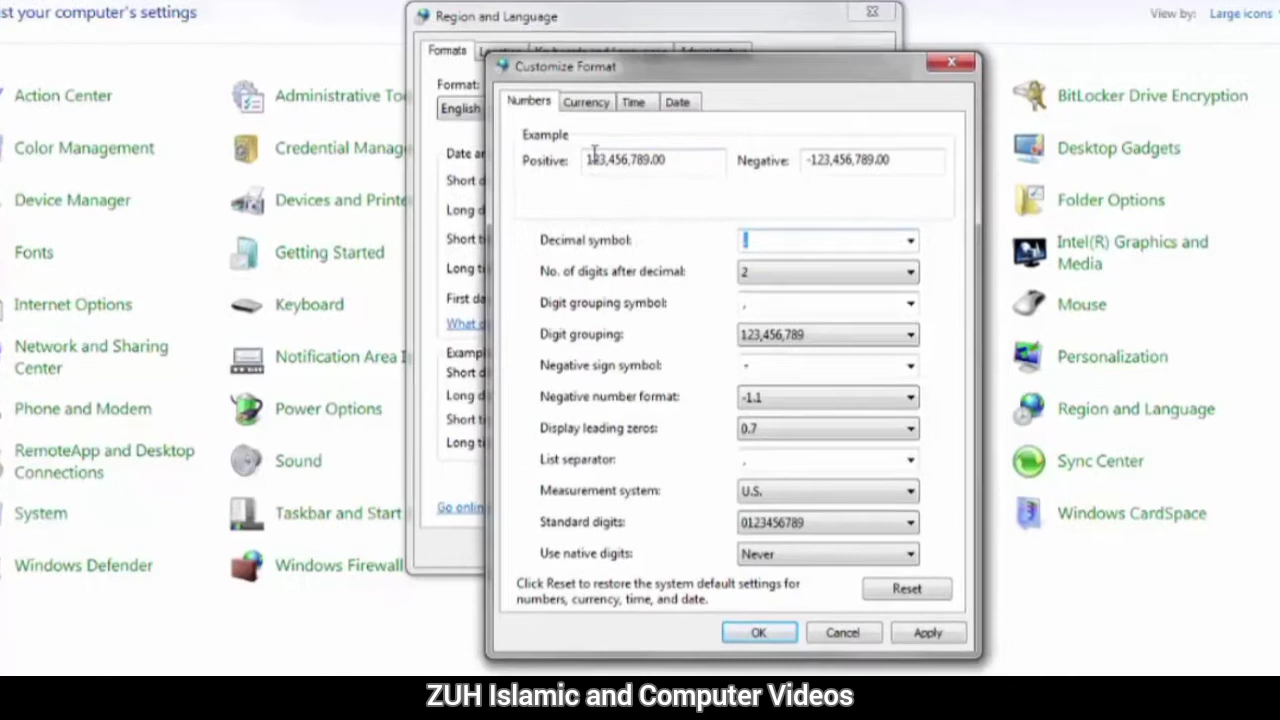 ust your computer's settings
View by:
Large icons
Action Center
Color Management
Device Manager
Fonts
Internet Options
Network and Sharing
Center
Phone and Modem
RemoteApp and Desktop
Connections
System
Windows Defender
Administrative To
Credential Manag
Devices and Printe
Getting Started
Keyboard
Notification Area I
Power Options
Sound
Taskbar and Start
Windows Firewall
Region and Language
Formats
Format:
English
Date an
Short d
Long d
Short ti
Long ti
First da
What d
Exampl
Short d
Long d
Short ti
Long ti
Go onlin
Customize Format
Numbers
Currency
Time
Date
Example
Positive:
123,456,789.00
Negative:
-123,456,789.00
Decimal symbol:
.
No. of digits after decimal:
2
Digit grouping symbol:
,
Digit grouping:
123,456,789
Negative sign symbol:
-
Negative number format:
-1.1
Display leading zeros:
0.7
List separator:
,
Measurement system:
U.S.
Standard digits:
0123456789
Use native digits:
Never
Click Reset to restore the system default settings for
numbers, currency, time, and date.
Reset
OK
Cancel
Apply
BitLocker Drive Encryption
Desktop Gadgets
Folder Options
Intel(R) Graphics and
Media
Mouse
Personalization
Region and Language
Sync Center
Windows CardSpace
ZUH Islamic and Computer Videos